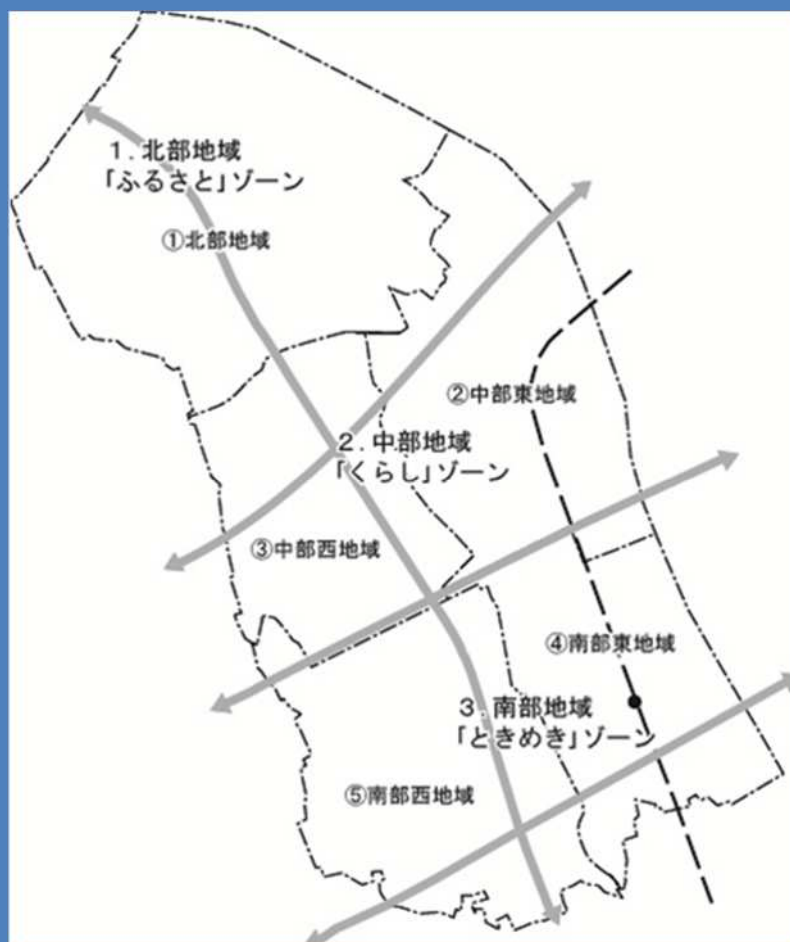 1．北部地域
「ふるさと」ゾーン
①北部地域
②中部東地域
2．中部地域
「くらし」ゾーン
③中部西地域
④南部東地域
3．南部地域
「ときめき」ゾーン
⑤南部西地域